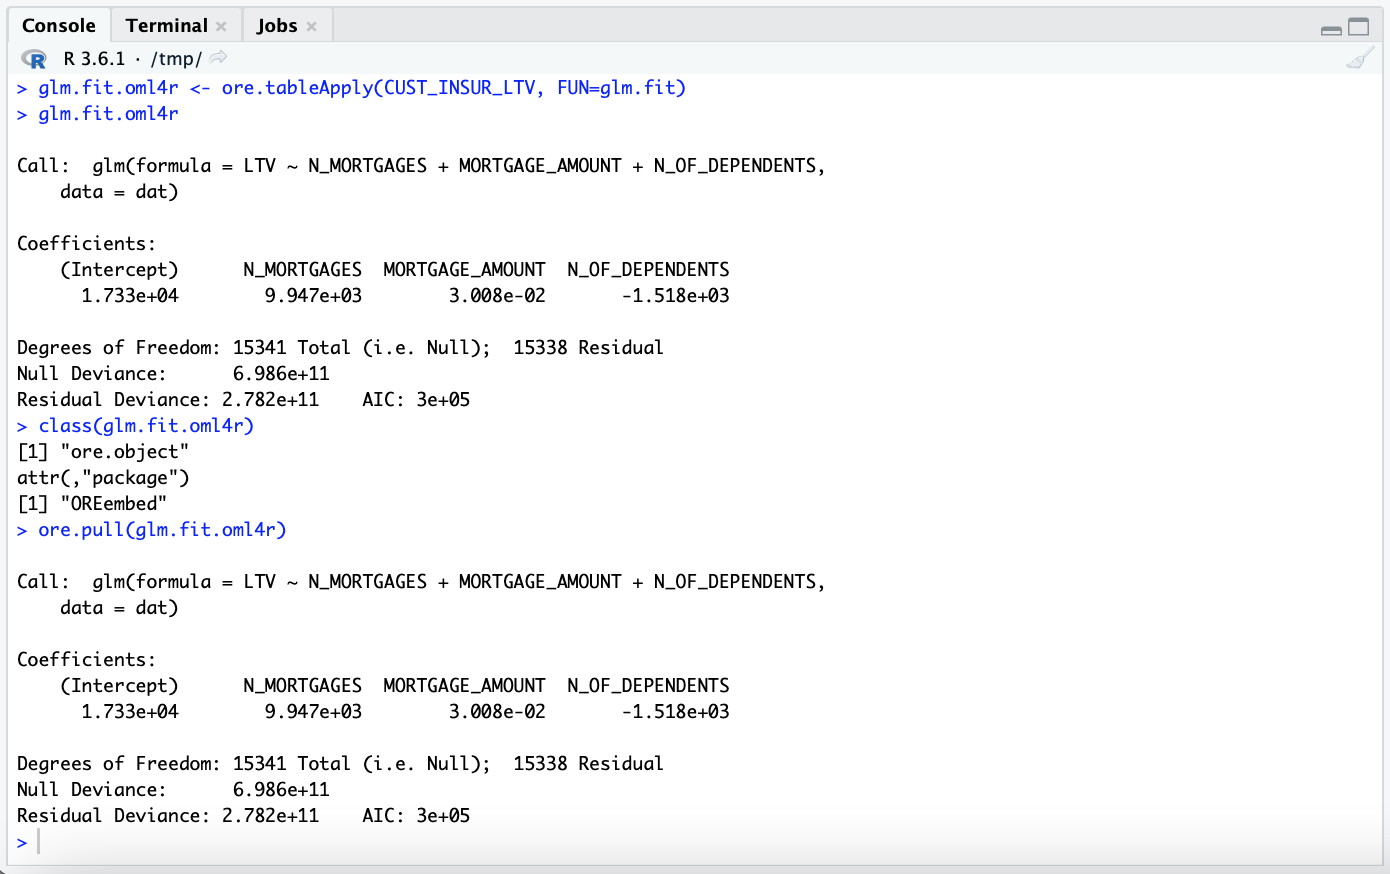 Console Terminal × Jobs ×
R R 3.6.1 · /tmp/
> glm.fit.oml4r <- ore.tableApply(CUST_INSUR_LTV, FUN=glm.fit)
> glm.fit.oml4r
Call:  glm(formula = LTV ~ N_MORTGAGES + MORTGAGE_AMOUNT + N_OF_DEPENDENTS,
    data = dat)
Coefficients:
    (Intercept)      N_MORTGAGES  MORTGAGE_AMOUNT  N_OF_DEPENDENTS
      1.733e+04        9.947e+03        3.008e-02       -1.518e+03
Degrees of Freedom: 15341 Total (i.e. Null);  15338 Residual
Null Deviance:      6.986e+11
Residual Deviance: 2.782e+11    AIC: 3e+05
> class(glm.fit.oml4r)
[1] "ore.object"
attr(,"package")
[1] "OREembed"
> ore.pull(glm.fit.oml4r)
Call:  glm(formula = LTV ~ N_MORTGAGES + MORTGAGE_AMOUNT + N_OF_DEPENDENTS,
    data = dat)
Coefficients:
    (Intercept)      N_MORTGAGES  MORTGAGE_AMOUNT  N_OF_DEPENDENTS
      1.733e+04        9.947e+03        3.008e-02       -1.518e+03
Degrees of Freedom: 15341 Total (i.e. Null);  15338 Residual
Null Deviance:      6.986e+11
Residual Deviance: 2.782e+11    AIC: 3e+05
>